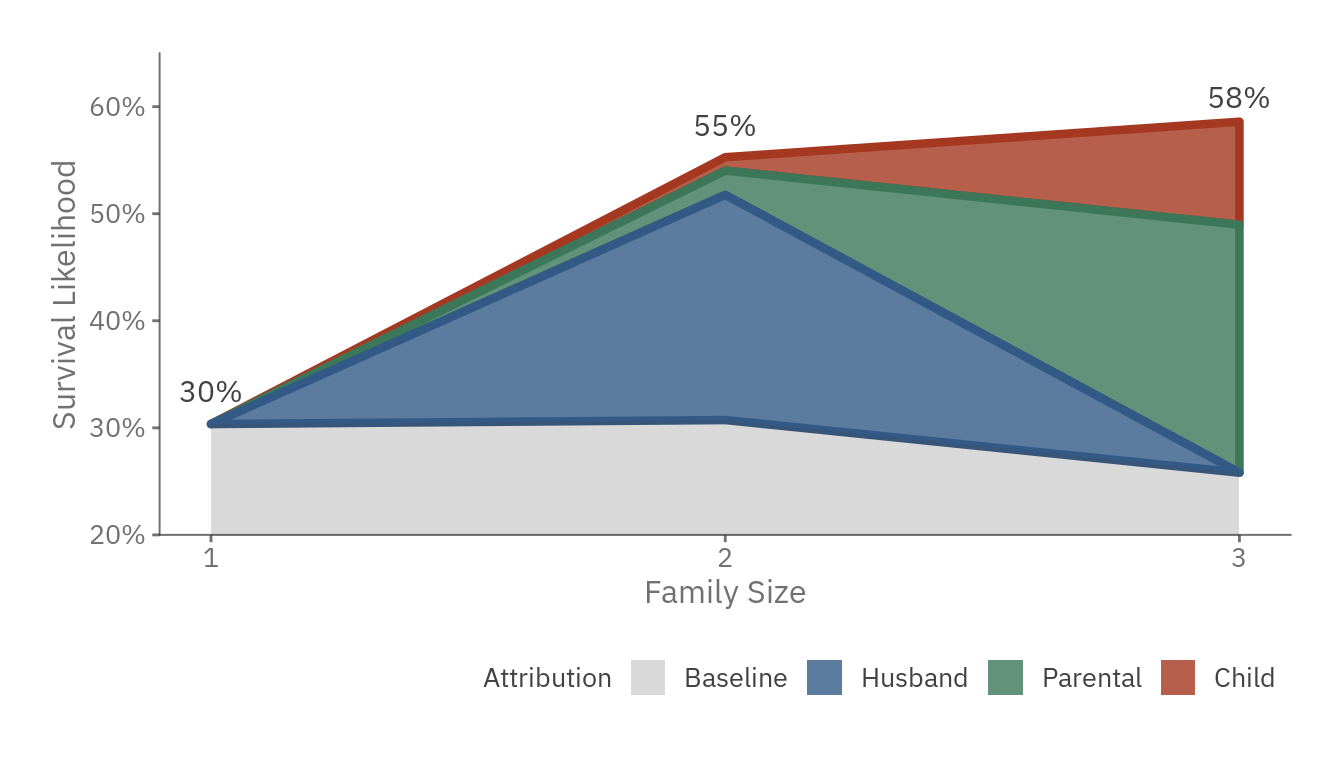 58%
60%
55%
50%
Survival Likelihood
40%
30%
30%
20%
1 2 3
Family Size
Attribution Baseline Husband Parental Child